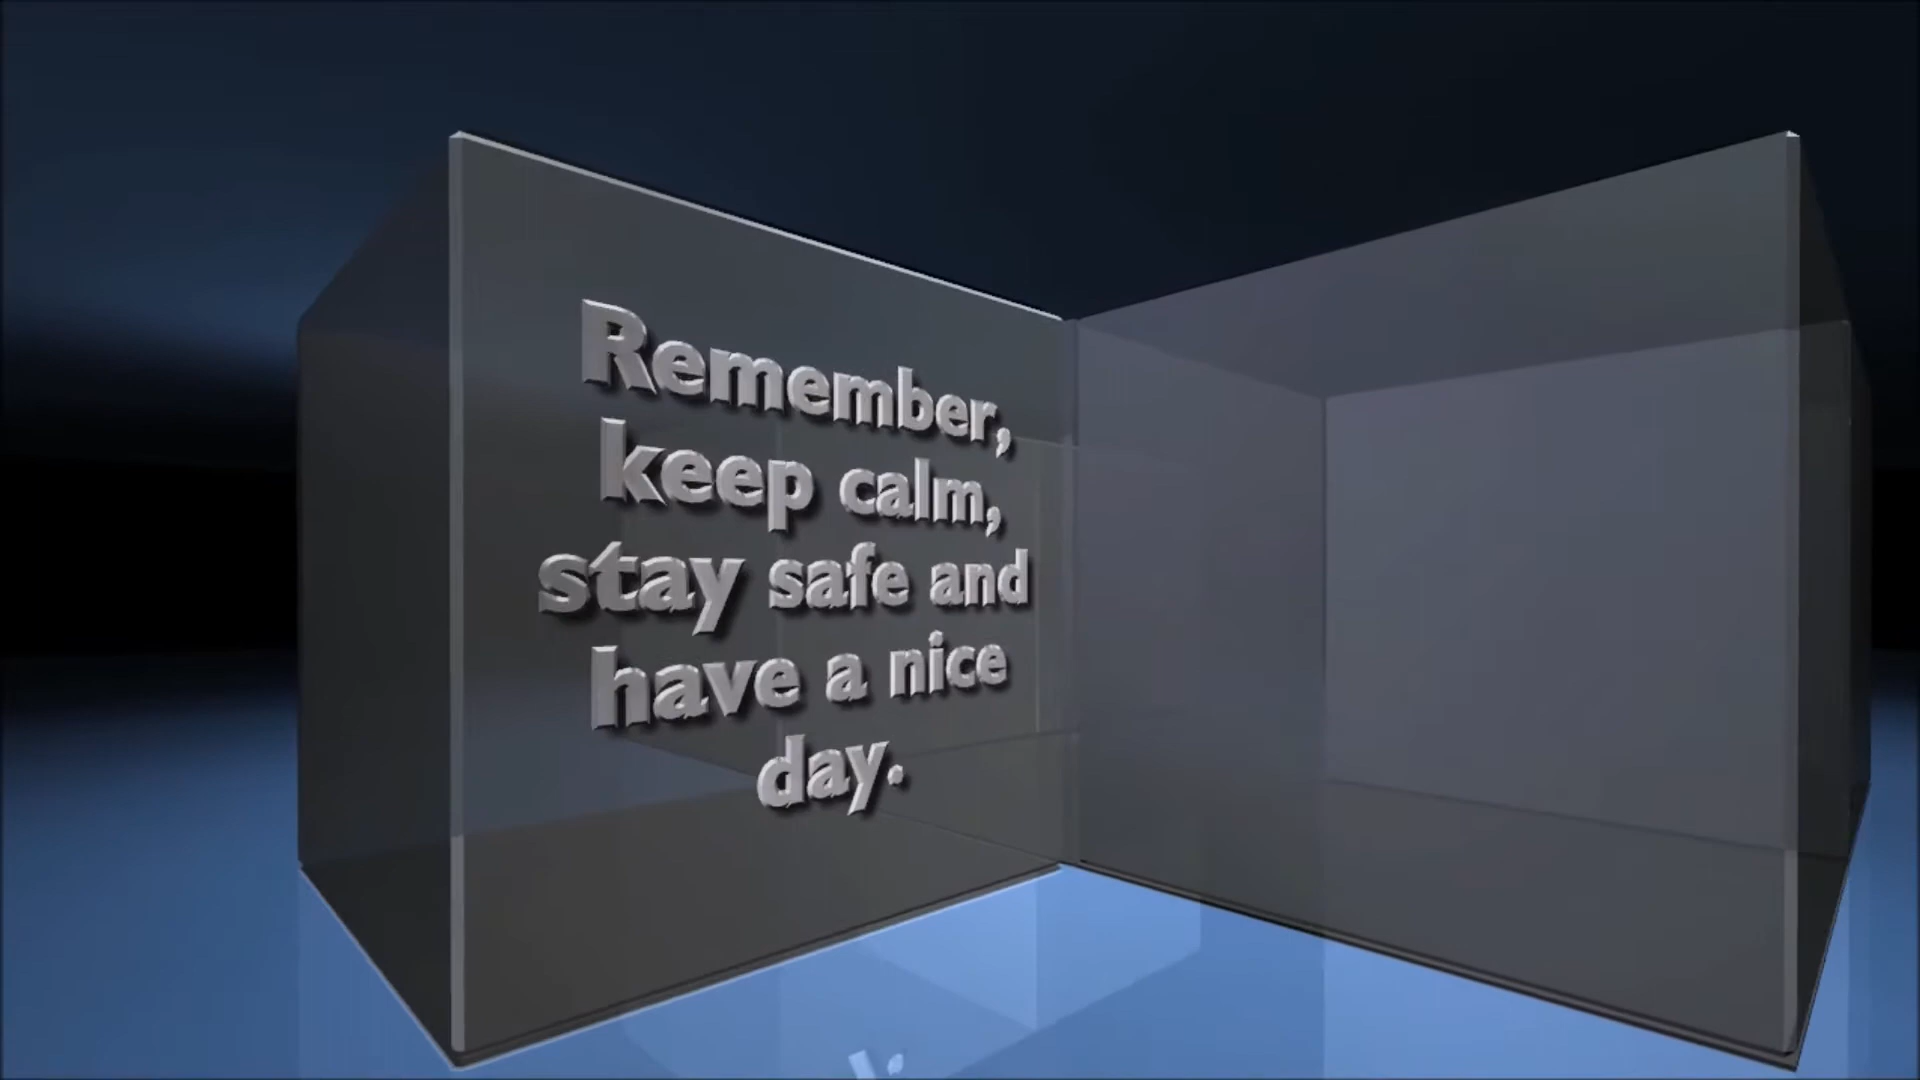 Remember,
keep calm,
stay safe and
have a nice
day.